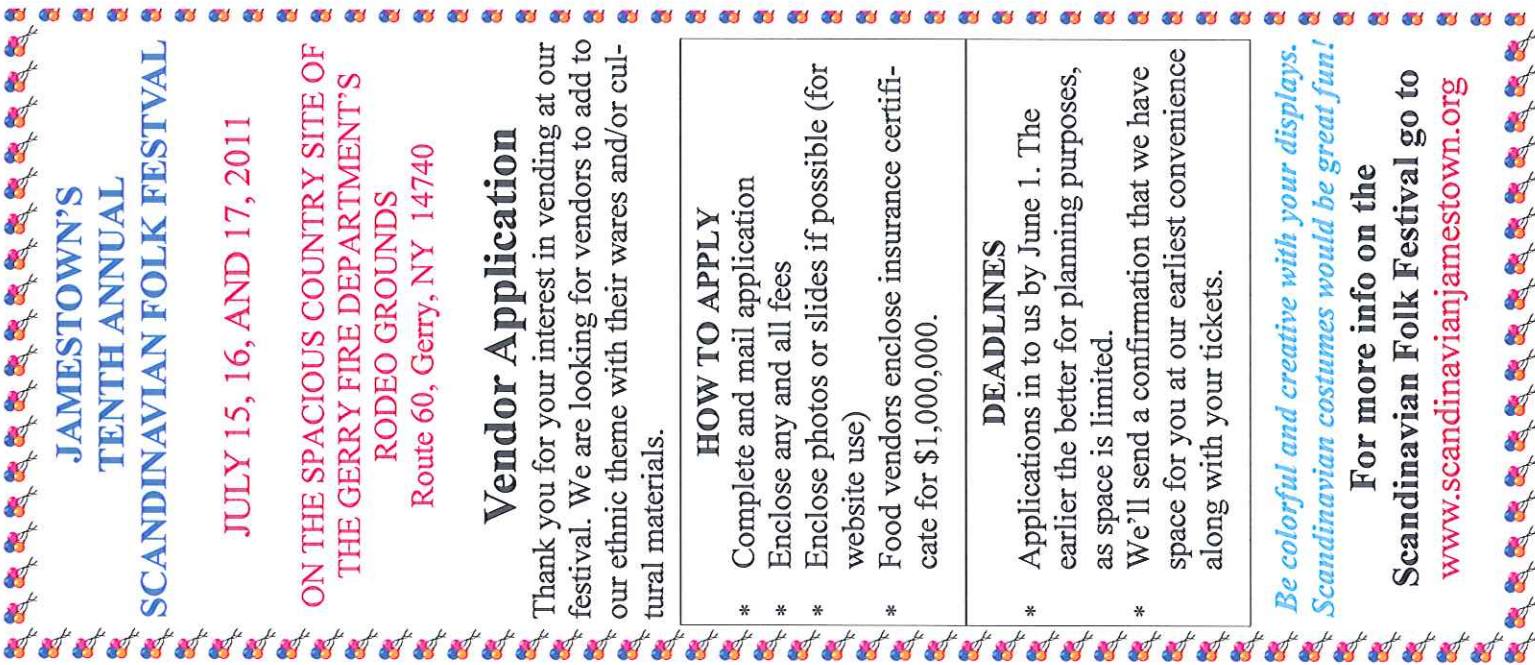 JAMESTOWN'S
TENTH ANNUAL
SCANDINAVIAN FOLK FESTVAL
JULY 15, 16, AND 17, 2011
ON THE SPACIOUS COUNTRY SITE OF
THE GERRY FIRE DEPARTMENT'S
RODEO GROUNDS
Route 60, Gerry, NY 14740
Vendor Application
Thank you for your interest in vending at our
festival. We are looking for vendors to add to
our ethnic theme with their wares and/or cul-
tural materials.
HOW TO APPLY
* Complete and mail application
* Enclose any and all fees
* Enclose photos or slides if possible (for
website use)
* Food vendors enclose insurance certifi-
cate for $1,000,000.
DEADLINES
* Applications in to us by June 1. The
earlier the better for planning purposes,
as space is limited.
* We'll send a confirmation that we have
space for you at our earliest convenience
along with your tickets.
Be colorful and creative with your displays.
Scandinavian costumes would be great fun!
For more info on the
Scandinavian Folk Festival go to
www.scandinavianjamestown.org